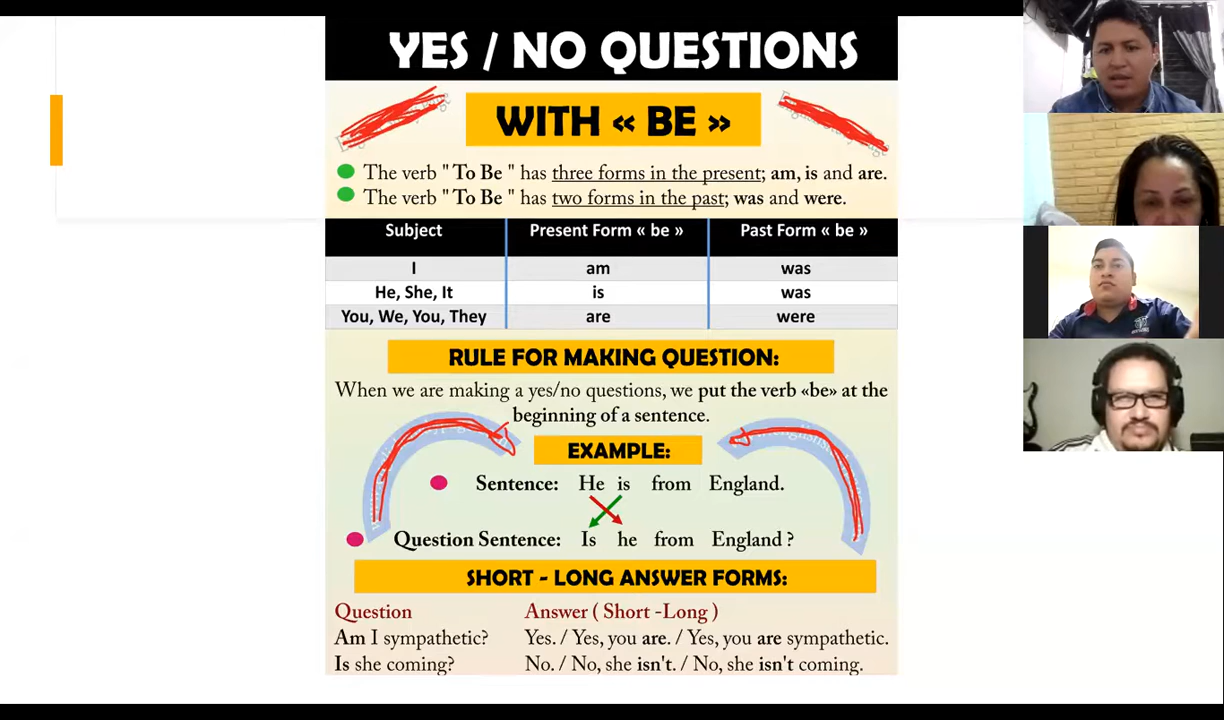 YES / NO QUESTIONS
WITH « BE »
The verb " To Be " has three forms in the present; am, is and are.
The verb " To Be " has two forms in the past; was and were.
Subject Present Form « be » Past Form « be »
I am was
He, She, It is was
You, We, You, They are were
RULE FOR MAKING QUESTION:
When we are making a yes/no questions, we put the verb «be» at the
beginning of a sentence.
EXAMPLE:
Sentence: He is from England.
Question Sentence: Is he from England ?
SHORT - LONG ANSWER FORMS:
Question Answer ( Short -Long )
Am I sympathetic? Yes. / Yes, you are. / Yes, you are sympathetic.
Is she coming? No. / No, she isn't. / No, she isn't coming.